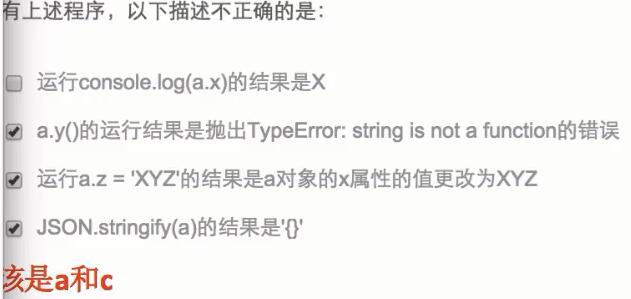 有上述程序，以下描述不正确的是：
运行console.log(a.x)的结果是X
a.y()的运行结果是抛出TypeError: string is not a function的错误
运行a.z = 'XYZ'的结果是a对象的x属性的值更改为XYZ
JSON.stringify(a)的结果是'{}'
该是a和c